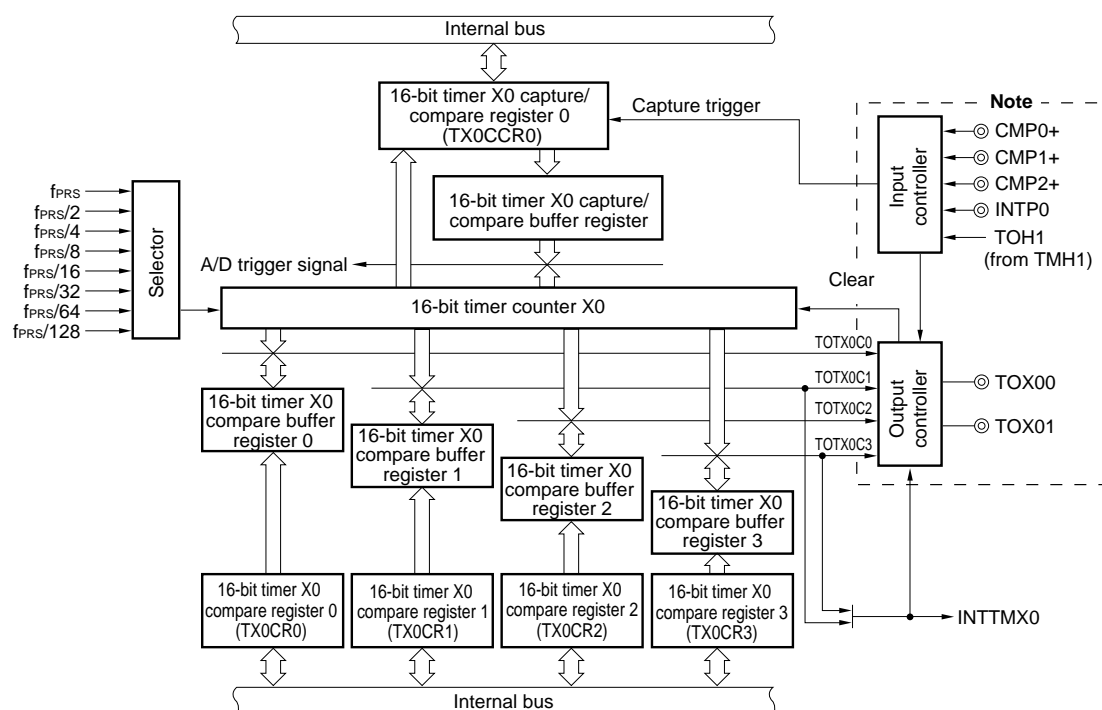 Internal bus
16-bit timer X0 capture/
compare register 0
(TX0CCR0)
Capture trigger
Note
Input
controller
CMP0+
CMP1+
CMP2+
INTP0
TOH1
(from TMH1)
16-bit timer X0 capture/
compare buffer register
fPRS
fPRS/2
fPRS/4
fPRS/8
fPRS/16
fPRS/32
fPRS/64
fPRS/128
Selector
A/D trigger signal
Clear
16-bit timer counter X0
TOTX0C0
TOTX0C1
TOTX0C2
TOTX0C3
Output
controller
TOX00
TOX01
16-bit timer X0
compare buffer
register 0
16-bit timer X0
compare buffer
register 1
16-bit timer X0
compare buffer
register 2
16-bit timer X0
compare buffer
register 3
16-bit timer X0
compare register 0
(TX0CR0)
16-bit timer X0
compare register 1
(TX0CR1)
16-bit timer X0
compare register 2
(TX0CR2)
16-bit timer X0
compare register 3
(TX0CR3)
INTTMX0
Internal bus